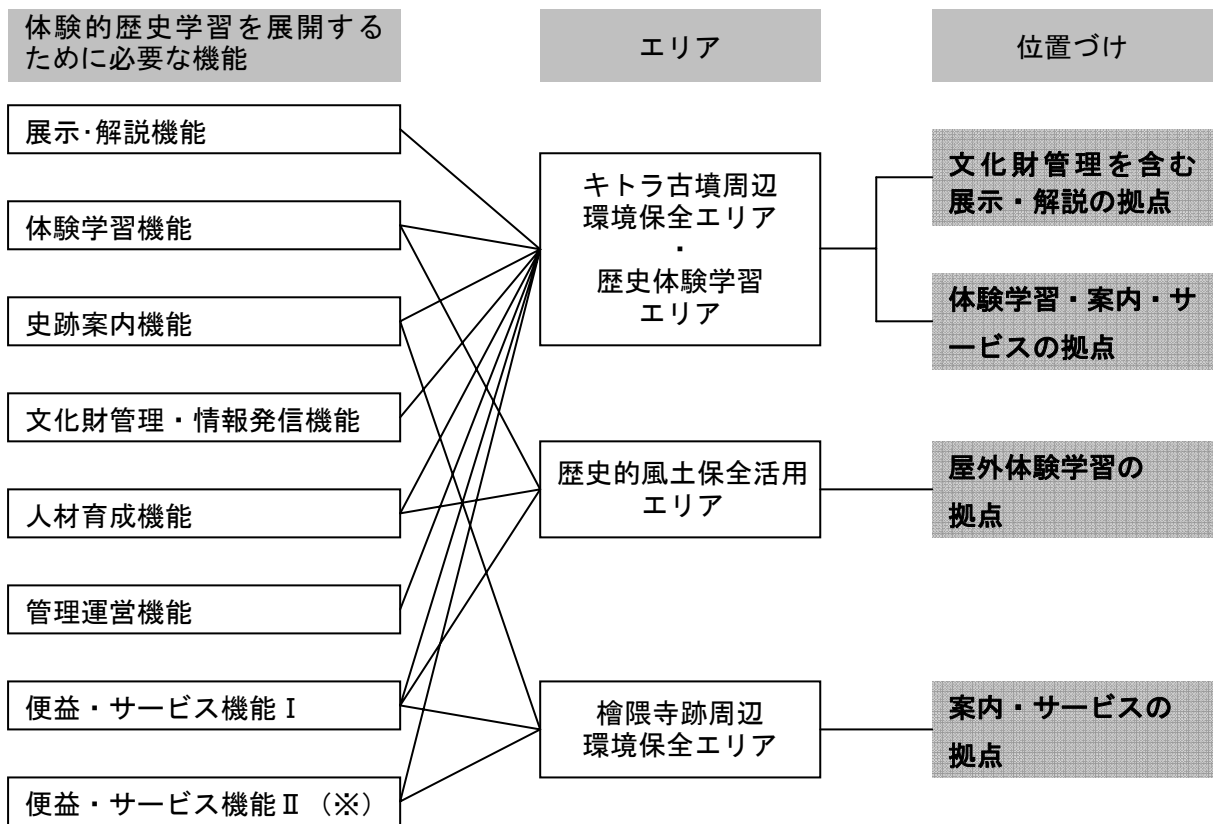 体験的歴史学習を展開する
ために必要な機能
エリア
位置づけ
展示・解説機能
体験学習機能
史跡案内機能
文化財管理・情報発信機能
人材育成機能
管理運営機能
便益・サービス機能Ⅰ
便益・サービス機能Ⅱ（※）
キトラ古墳周辺
環境保全エリア
・
歴史体験学習
エリア
歴史的風土保全活用
エリア
檜隈寺跡周辺
環境保全エリア
文化財管理を含む
展示・解説の拠点
体験学習・案内・サ
ービスの拠点
屋外体験学習の
拠点
案内・サービスの
拠点